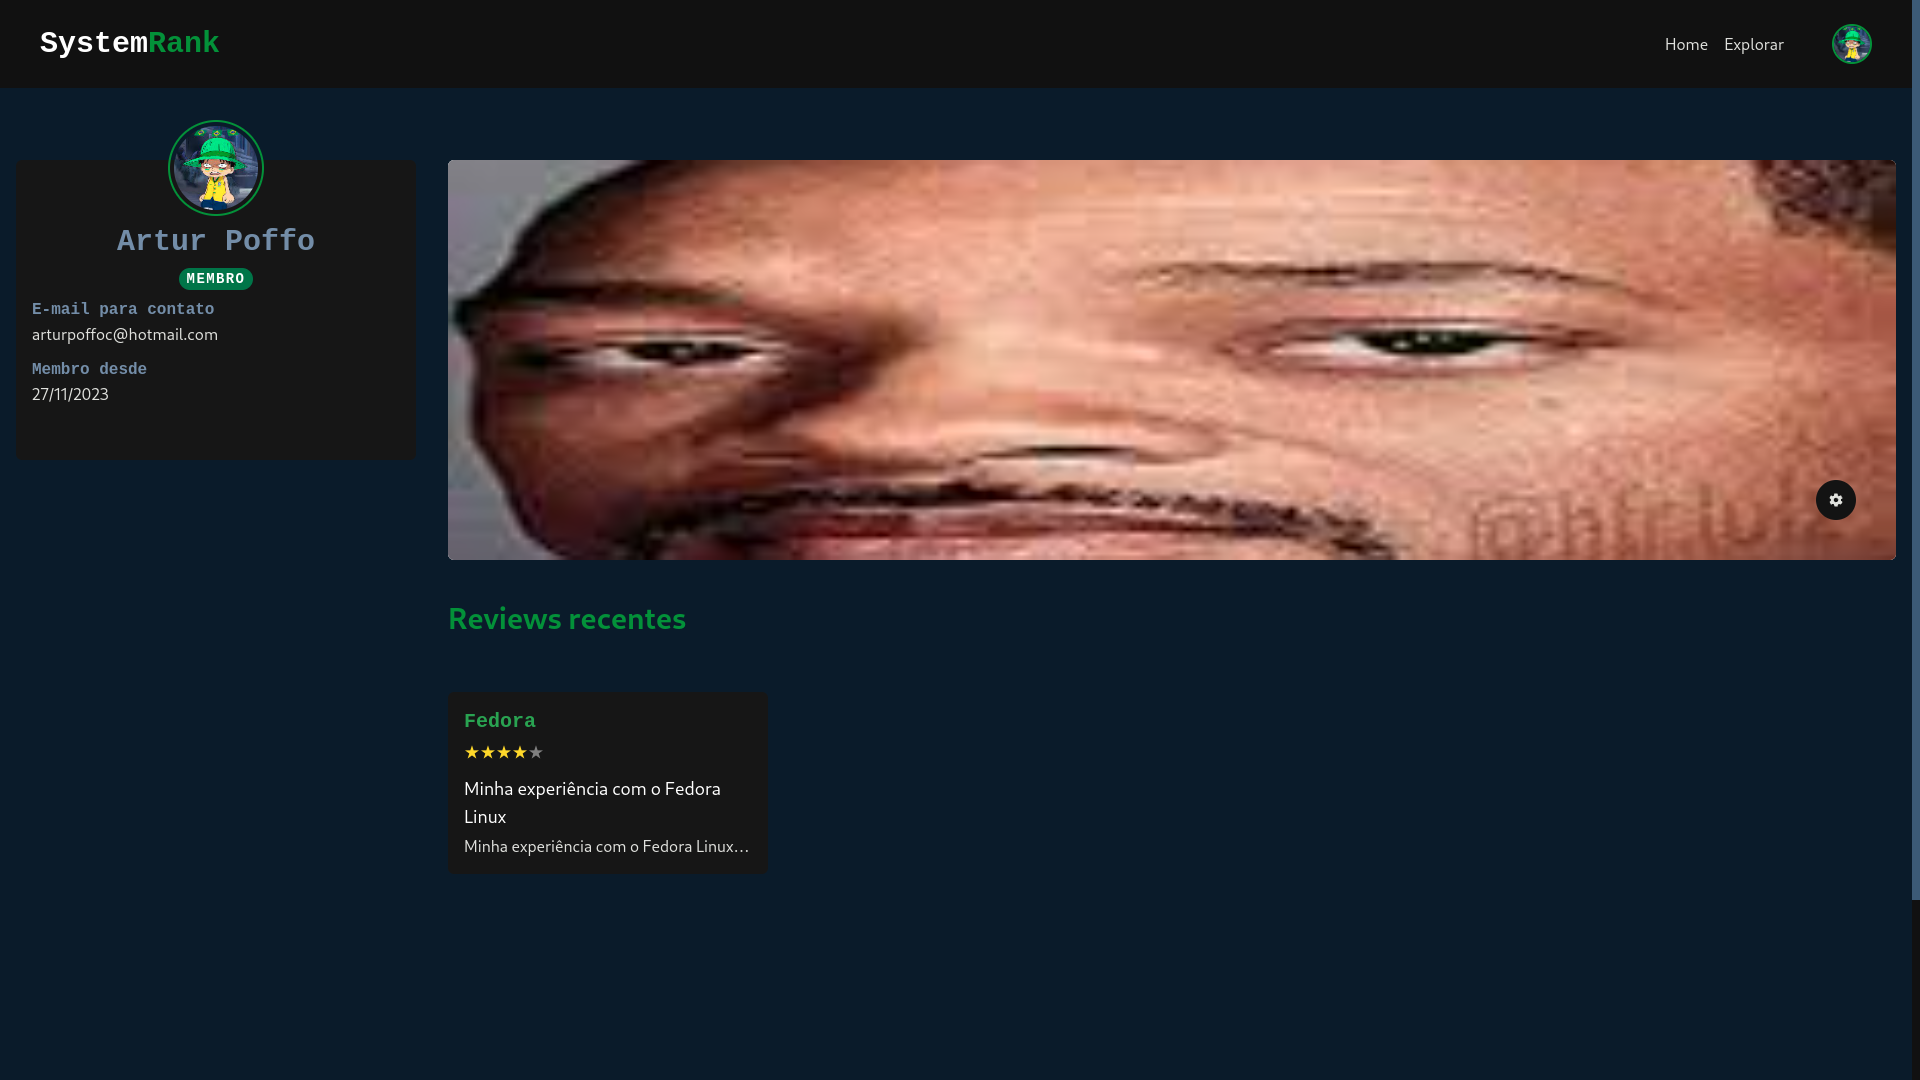 SystemRank
Home
Explorar
Artur Poffo
MEMBRO
E-mail para contato
arturpoffoc@hotmail.com
Membro desde
27/11/2023
Reviews recentes
Fedora
Minha experiência com o Fedora
Linux
Minha experiência com o Fedora Linux...